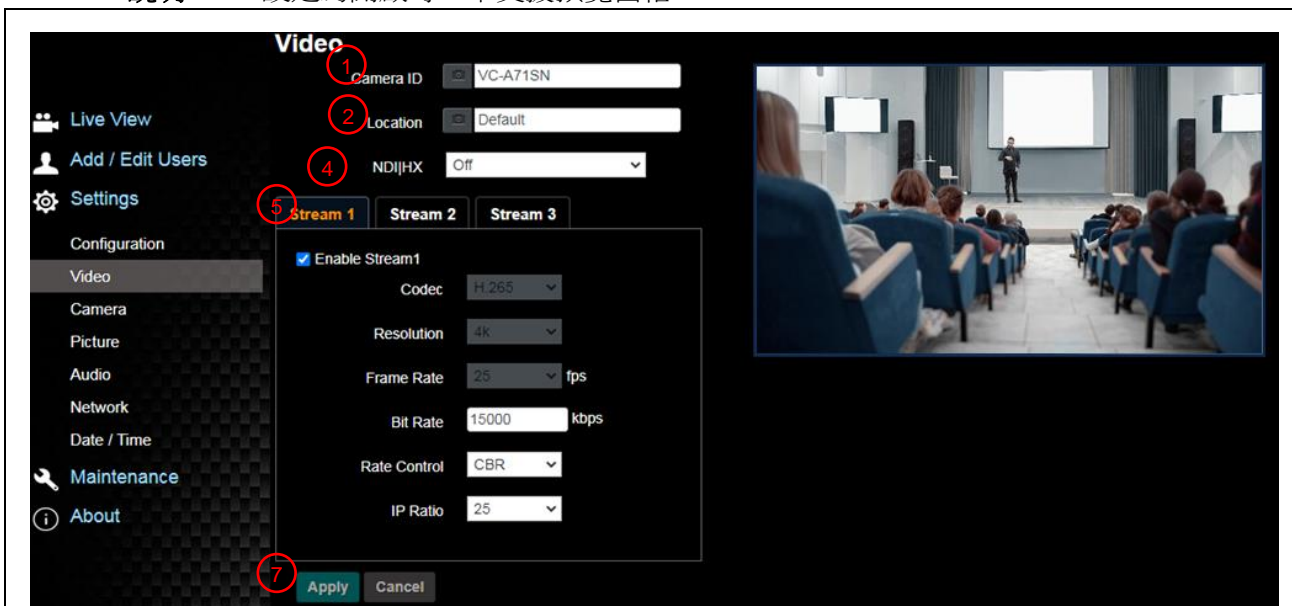 Video
1 Camera ID VC-A71SN
2 Location Default
4 NDI|HX Off
Live View
Add / Edit Users
Settings
Configuration
Video
Camera
Picture
Audio
Network
Date / Time
Maintenance
About
5 Stream 1 Stream 2 Stream 3
Enable Stream1
Codec H.265
Resolution 4k
Frame Rate 25 fps
Bit Rate 15000 kbps
Rate Control CBR
IP Ratio 25
7 Apply Cancel